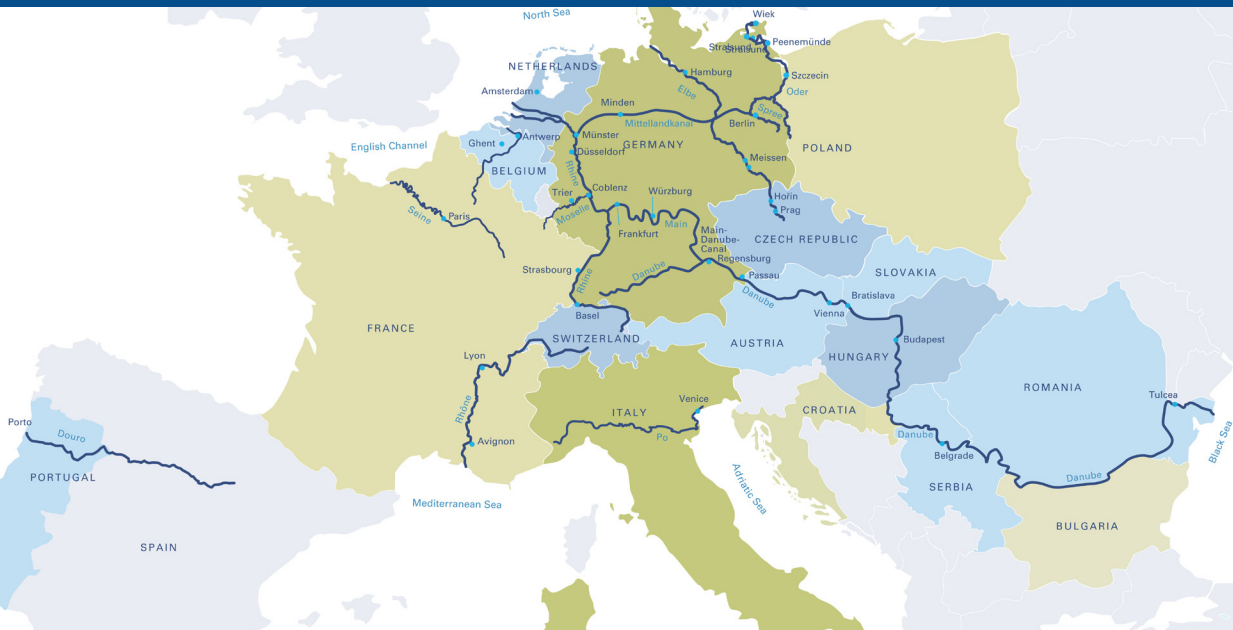 North Sea
Wiek
Stralsund
Stralsund
Peenemünde
NETHERLANDS
Hamburg
Szczecin
Amsterdam
Elbe
Oder
Minden
Spree
Mittellandkanal
Berlin
Antwerp
Münster
Ghent
GERMANY
English Channel
Düsseldorf
POLAND
Meissen
BELGIUM
Rhine
Trier
Coblenz
Würzburg
Hořin
Moselle
Prag
Seine
Paris
Main
Frankfurt
Main-
Danube-
Canal
CZECH REPUBLIC
Regensburg
Strasbourg
Rhine
Danube
Passau
SLOVAKIA
Danube
Bratislava
Basel
Vienna
FRANCE
SWITZERLAND
AUSTRIA
Budapest
HUNGARY
Lyon
ROMANIA
Venice
Tulcea
Rhône
ITALY
CROATIA
Porto
Douro
Po
Danube
Avignon
Belgrade
Black Sea
PORTUGAL
Adriatic Sea
Danube
SERBIA
Mediterranean Sea
BULGARIA
SPAIN